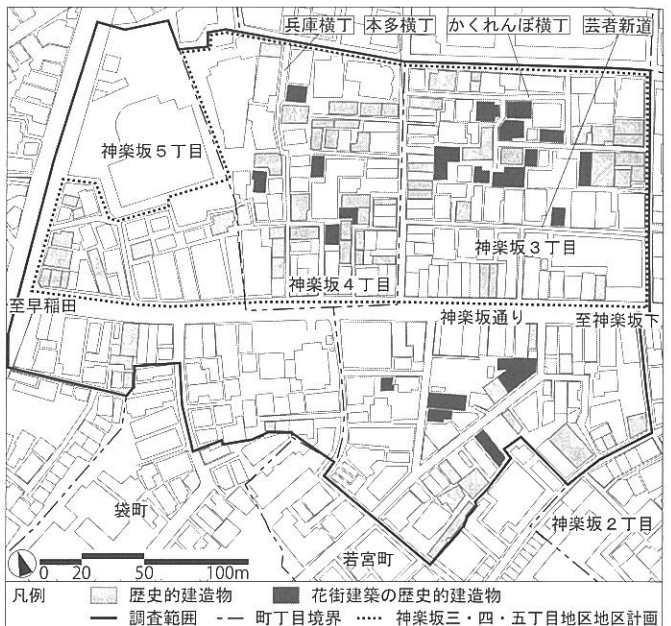 兵庫横丁 本多横丁 かくれんぼ横丁 芸者新道
神楽坂5丁目
神楽坂3丁目
神楽坂4丁目
至早稲田
神楽坂通り
至神楽坂下
袋町
神楽坂2丁目
若宮町
0 20 50 100m
凡例 歴史的建造物 花街建築の歴史的建造物
調査範囲 町丁目境界 神楽坂三・四・五丁目地区地区計画